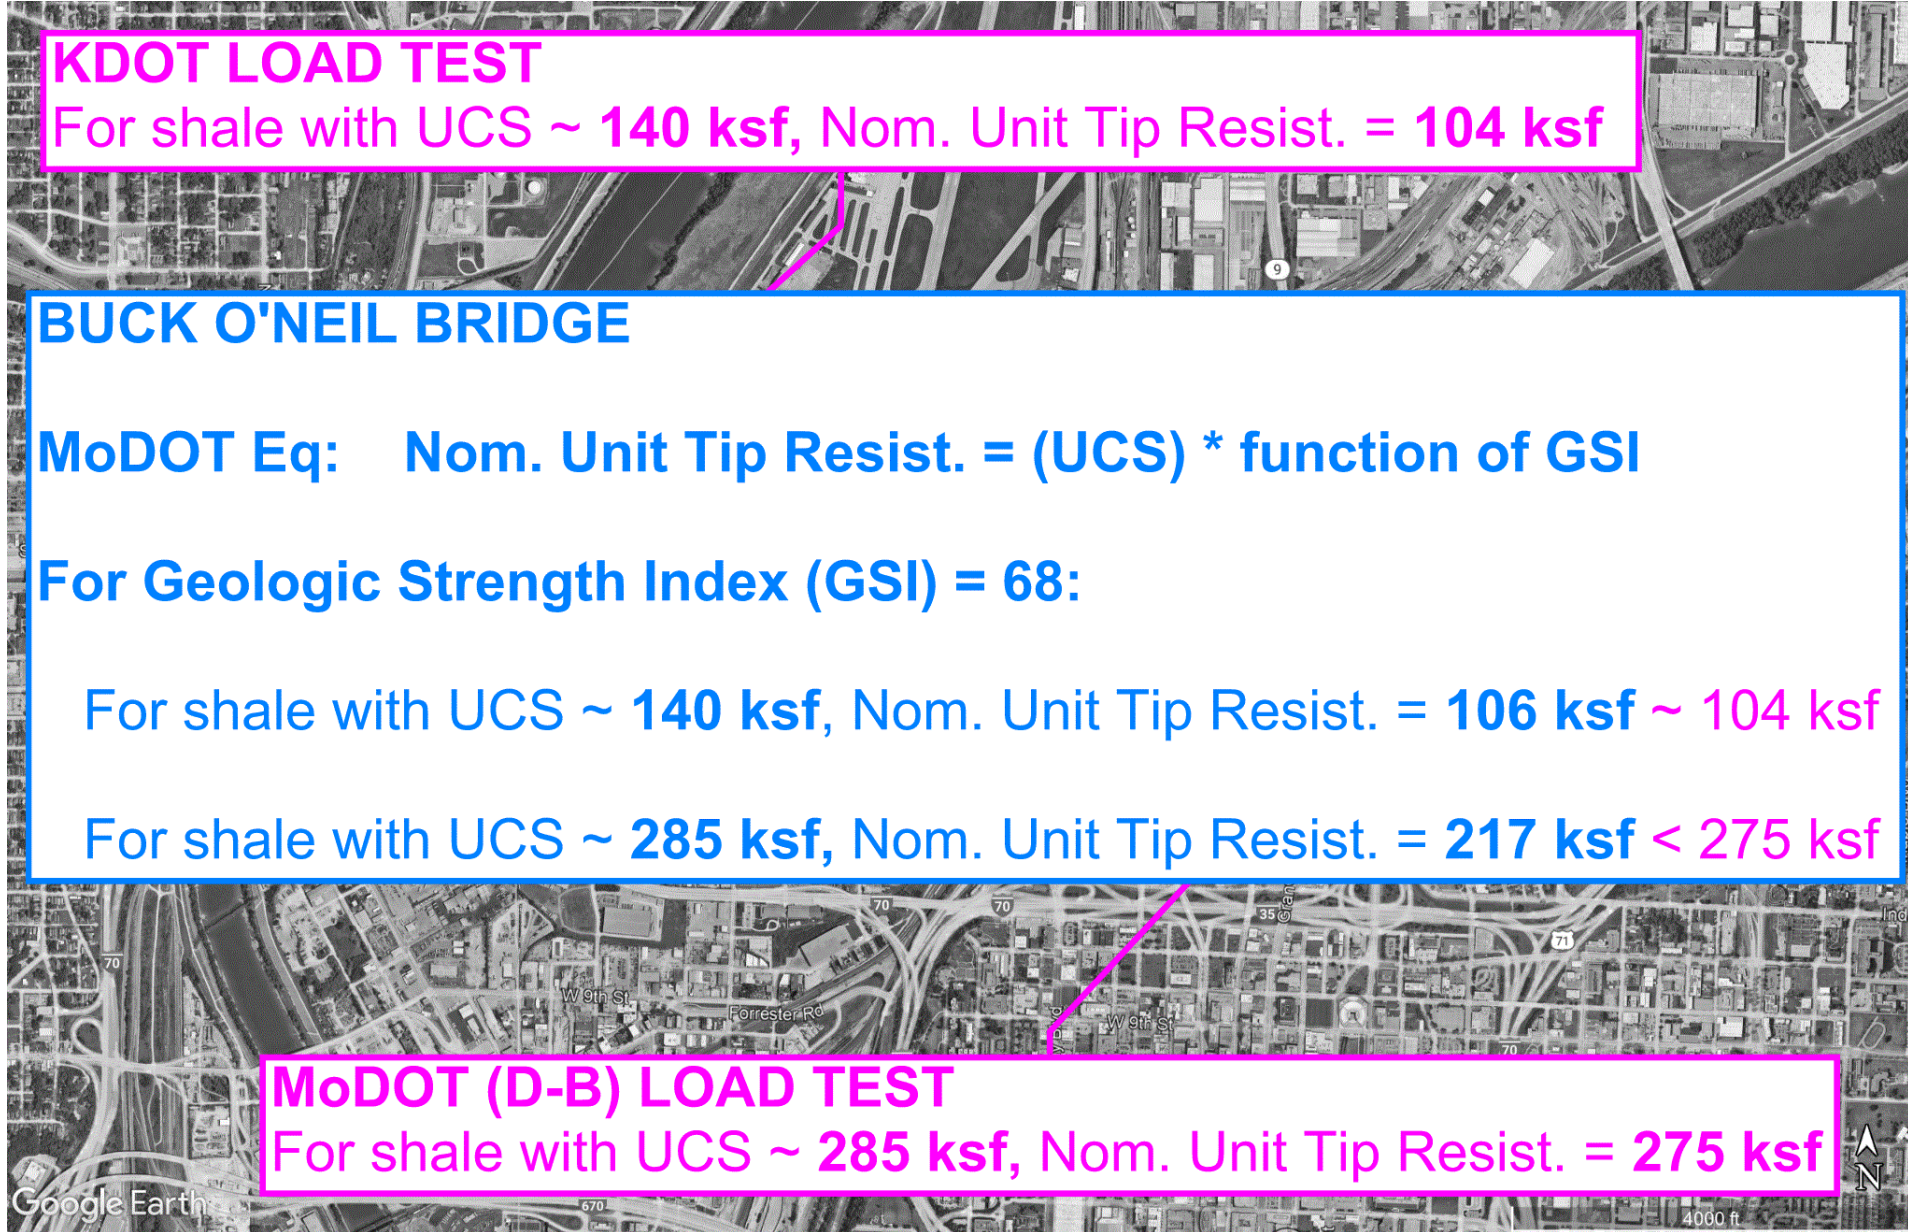 KDOT LOAD TEST
For shale with UCS ~ 140 ksf, Nom. Unit Tip Resist. = 104 ksf
9
BUCK O'NEIL BRIDGE
MoDOT Eq: Nom. Unit Tip Resist. = (UCS) * function of GSI
For Geologic Strength Index (GSI) = 68:
For shale with UCS ~ 140 ksf, Nom. Unit Tip Resist. = 106 ksf ~ 104 ksf
For shale with UCS ~ 285 ksf, Nom. Unit Tip Resist. = 217 ksf < 275 ksf
70
70
35
Gran
Ind
71
70
W 9th St
Forrester Rd
W 9th St
70
MoDOT (D-B) LOAD TEST
For shale with UCS ~ 285 ksf, Nom. Unit Tip Resist. = 275 ksf
N
Google Earth
670
4000 ft